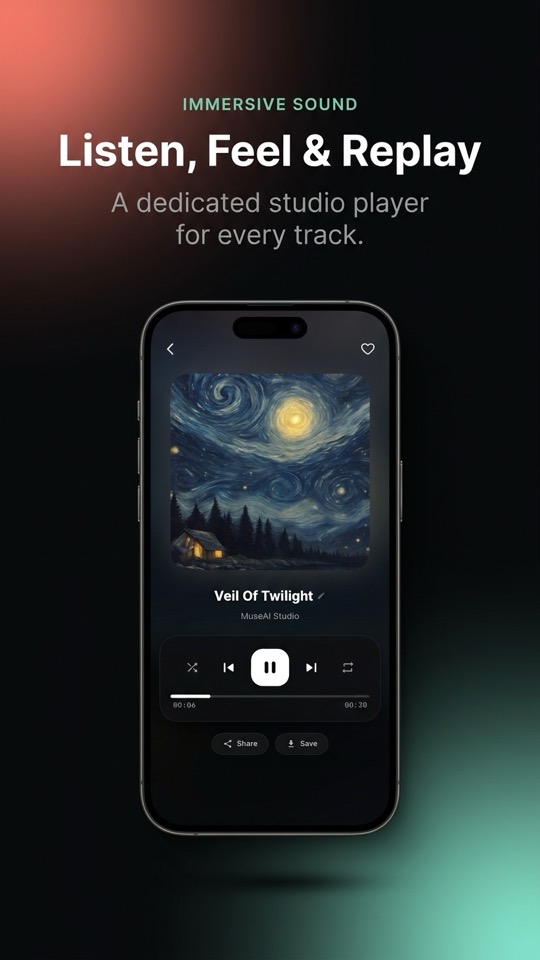 IMMERSIVE SOUND
Listen, Feel & Replay
A dedicated studio player
for every track.
Veil Of Twilight
MuseAI Studio
00:06 00:30
Share Save